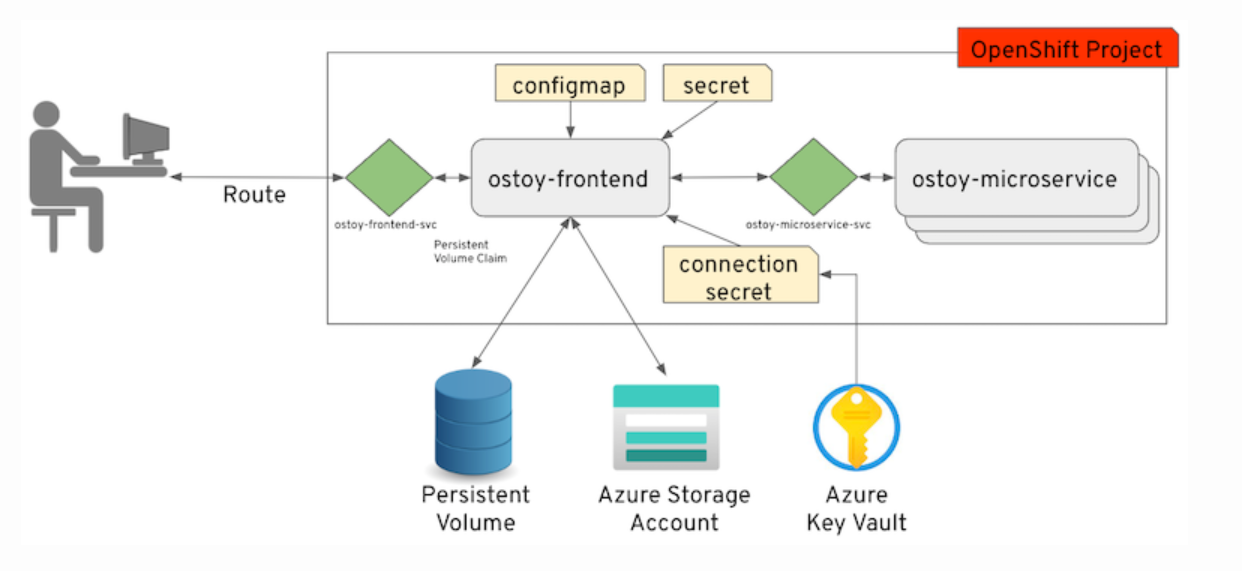 OpenShift Project
configmap
secret
ostoy-frontend
ostoy-microservice
Route
ostoy-frontend-svc
ostoy-microservice-svc
Persistent
Volume Claim
connection
secret
Persistent
Volume
Azure Storage
Account
Azure
Key Vault